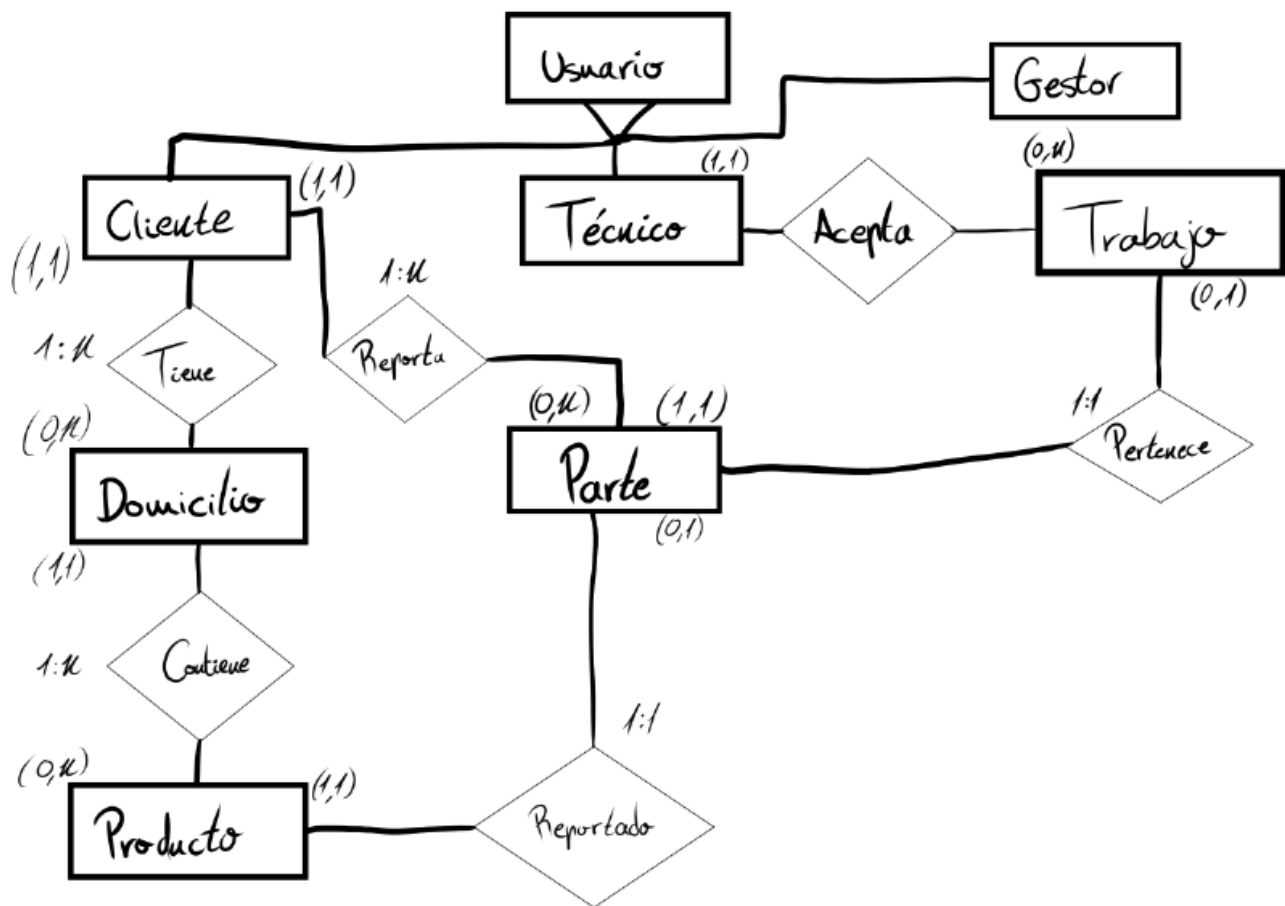 Usuario
Gestor
(1,1)
(1,1)
(0,N)
Cliente
Técnico
Acepta
Trabajo
(1,1)
1:N
(0,1)
1:N
Tiene
Reporta
(0,N)
(0,N)
(1,1)
1:1
Pertenece
Domicilio
Parte
(1,1)
(0,1)
1:N
Contiene
1:1
(0,N)
(1,1)
Producto
Reportado